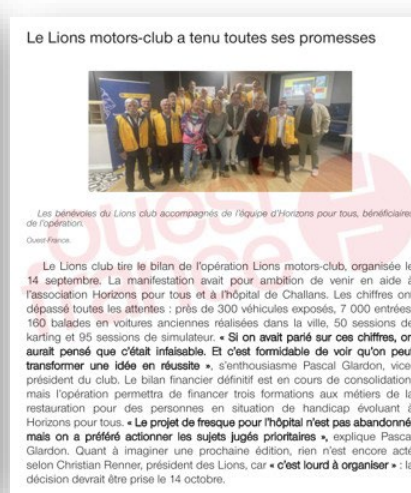 Le Lions motors-club a tenu toutes ses promesses
Les bénévoles du Lions club accompagnés de l'équipe d'Horizons pour tous, bénéficiaires
de l'opération.
Ouest-France.
Le Lions club tire le bilan de l'opération Lions motors-club, organisée le
14 septembre. La manifestation avait pour ambition de venir en aide à
l'association Horizons pour tous et à l'hôpital de Challans. Les chiffres ont
dépassé toutes les attentes : près de 300 véhicules exposés, 7 000 entrées,
160 balades en voitures anciennes réalisées dans la ville, 50 sessions de
karting et 95 sessions de simulateur. « Si on avait parié sur ces chiffres, on
aurait pensé que c'était infaisable. Et c'est formidable de voir qu'on peut
transformer une idée en réussite », s'enthousiasme Pascal Glardon, vice-
président du club. Le bilan financier définitif est en cours de consolidation
mais l'opération permettra de financer trois formations aux métiers de la
restauration pour des personnes en situation de handicap évoluant à
Horizons pour tous. « Le projet de fresque pour l'hôpital n'est pas abandonné,
mais on a préféré actionner les sujets jugés prioritaires », explique Pascal
Glardon. Quant à imaginer une prochaine édition, rien n'est encore acté
selon Christian Renner, président des Lions, car « c'est lourd à organiser » : la
décision devrait être prise le 14 octobre.
ouest
france